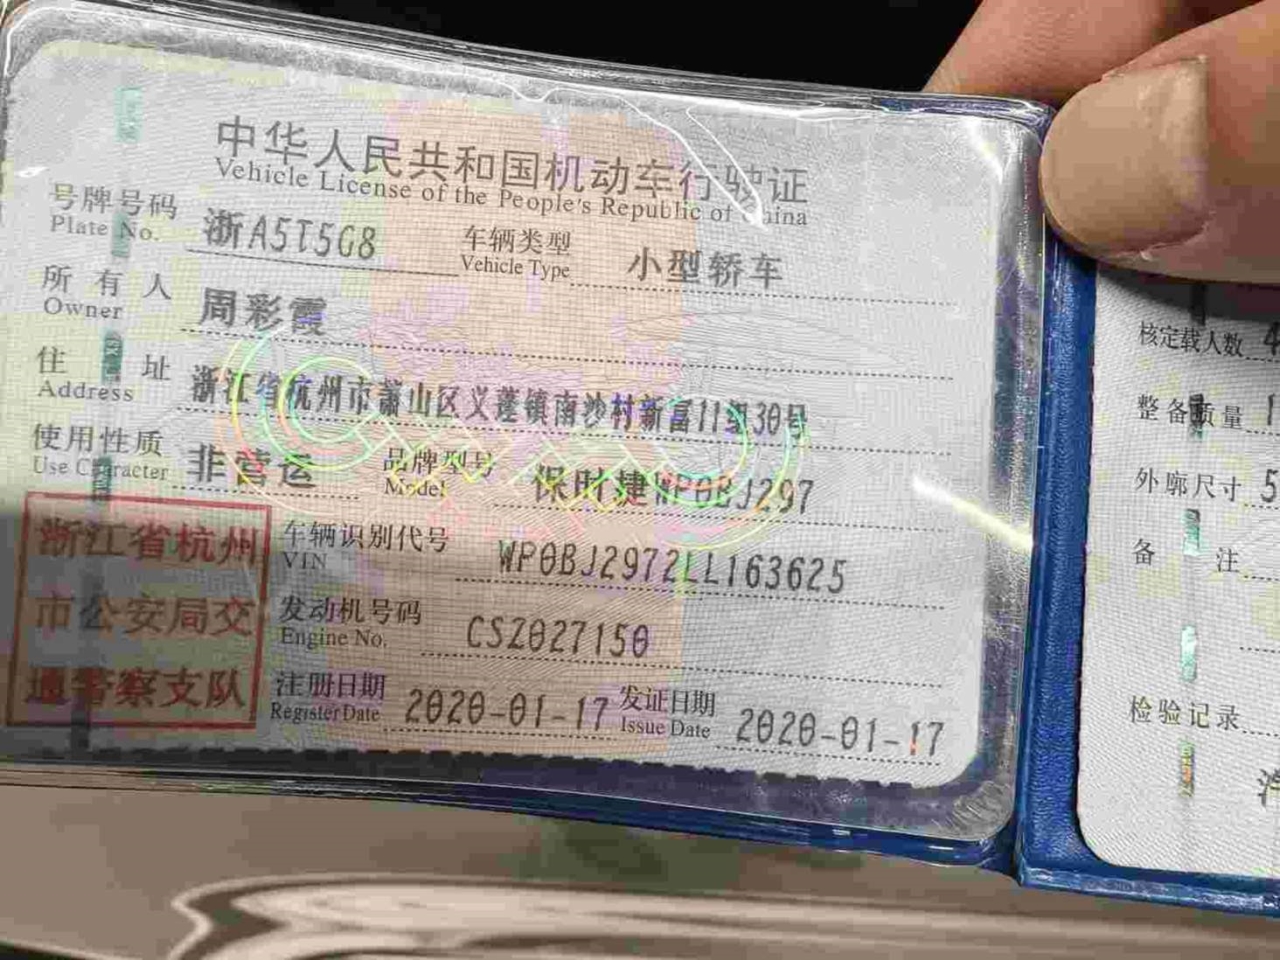 中华人民共和国机动车行驶证
Vehicle License of the People's Republic of China
号牌号码 浙A5T5G8 车辆类型 小型轿车
Plate No. Vehicle Type
所有人 周彩霞
Owner
住址 浙江省杭州市萧山区义蓬镇南沙村新富11组30号
Address
使用性质 非营运 品牌型号 保时捷WP0BJ297
Use Character Model
浙江省杭州
市公安局交
通警察支队
车辆识别代号 WP0BJ2972LL163625
VIN
发动机号码 CSZ027150
Engine No.
注册日期 2020-01-17 发证日期 2020-01-17
Register Date Issue Date
核定载人数 4
整备质量 1
外廓尺寸 5
备注
检验记录